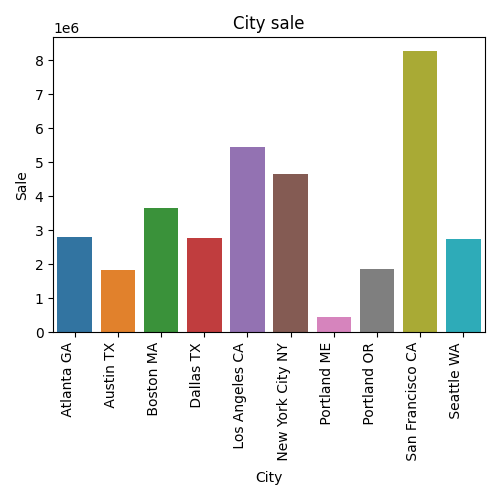 City sale
1e6
8
7
6
5
4
3
2
1
0
Sale
Atlanta GA
Austin TX
Boston MA
Dallas TX
Los Angeles CA
New York City NY
Portland ME
Portland OR
San Francisco CA
Seattle WA
City